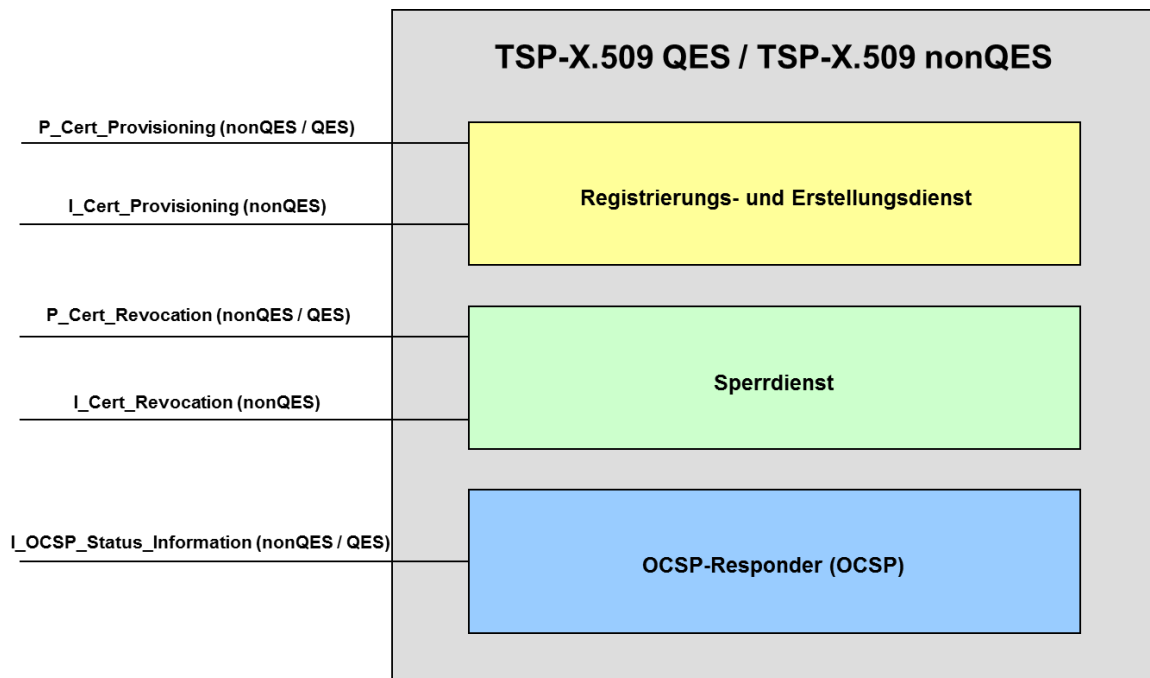 TSP-X.509 QES / TSP-X.509 nonQES
P_Cert_Provisioning (nonQES / QES)
I_Cert_Provisioning (nonQES)
Registrierungs- und Erstellungsdienst
P_Cert_Revocation (nonQES / QES)
I_Cert_Revocation (nonQES)
Sperrdienst
I_OCSP_Status_Information (nonQES / QES)
OCSP-Responder (OCSP)